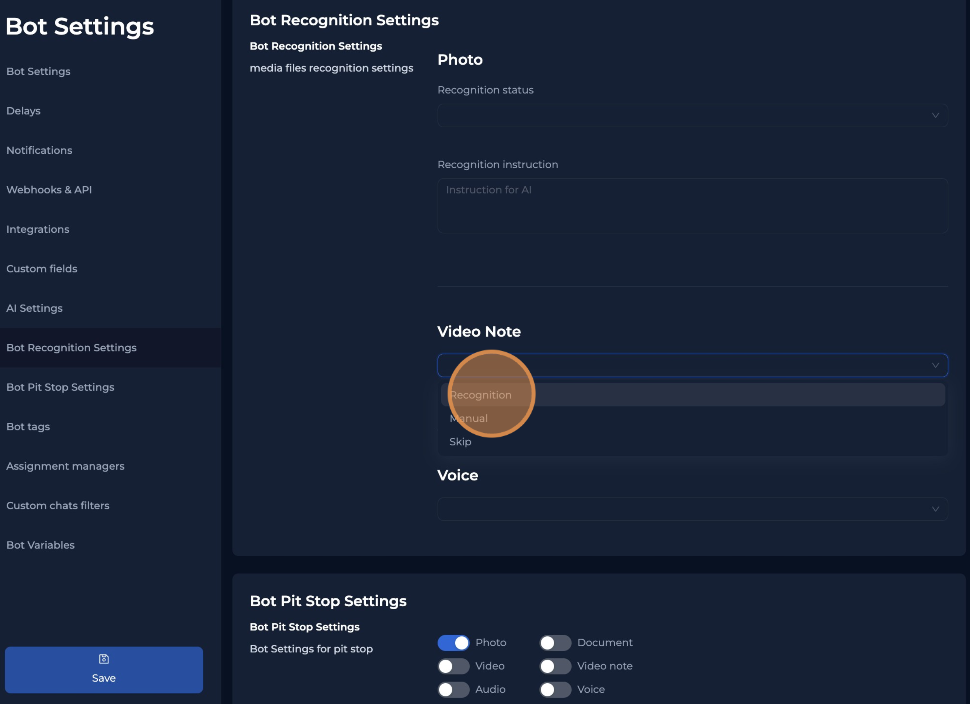 Bot Settings
Bot Settings
Delays
Notifications
Webhooks & API
Integrations
Custom fields
AI Settings
Bot Recognition Settings
Bot Pit Stop Settings
Bot tags
Assignment managers
Custom chats filters
Bot Variables
Save
Bot Recognition Settings
Bot Recognition Settings
media files recognition settings
Photo
Recognition status
Recognition instruction
Instruction for AI
Video Note
Recognition
Manual
Skip
Voice
Bot Pit Stop Settings
Bot Pit Stop Settings
Bot Settings for pit stop
Photo Document
Video Video note
Audio Voice